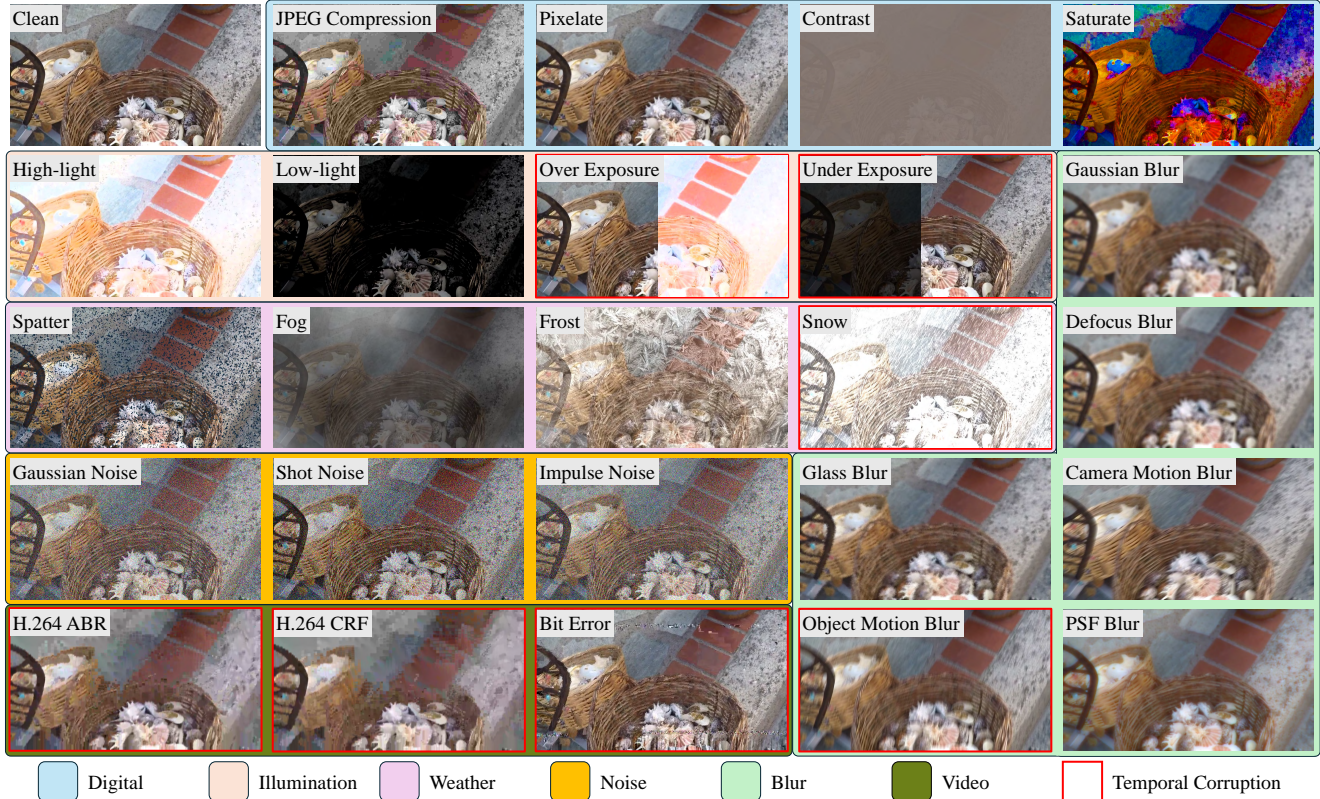 Clean
JPEG Compression
Pixelate
Contrast
Saturate
High-light
Low-light
Over Exposure
Under Exposure
Gaussian Blur
Spatter
Fog
Frost
Snow
Defocus Blur
Gaussian Noise
Shot Noise
Impulse Noise
Glass Blur
Camera Motion Blur
H.264 ABR
H.264 CRF
Bit Error
Object Motion Blur
PSF Blur
Digital
Illumination
Weather
Noise
Blur
Video
Temporal Corruption